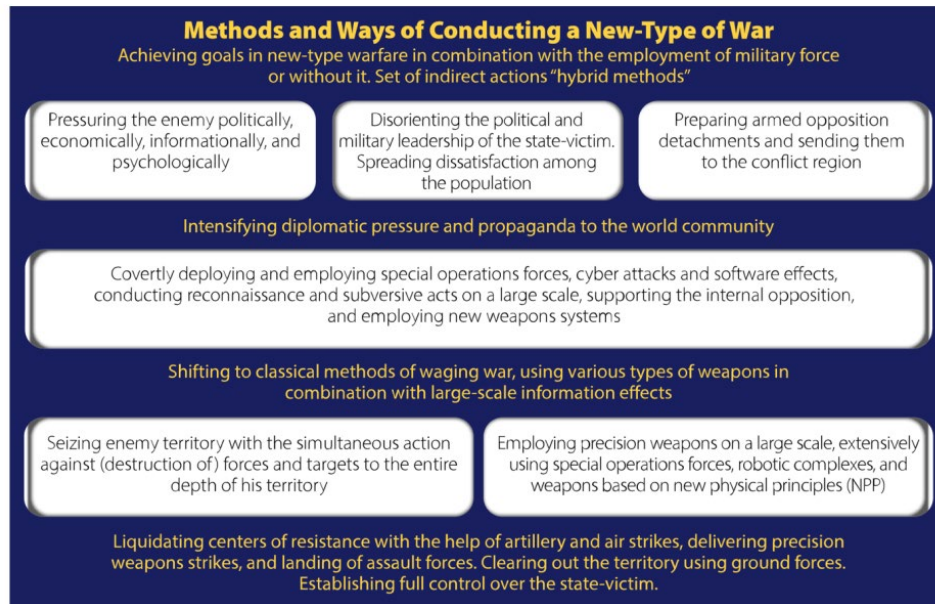 Methods and Ways of Conducting a New-Type of War
Achieving goals in new-type warfare in combination with the employment of military force
or without it. Set of indirect actions “hybrid methods”
Pressuring the enemy politically,
economically, informationally, and
psychologically
Disorienting the political and
military leadership of the state-victim.
Spreading dissatisfaction among
the population
Preparing armed opposition
detachments and sending them
to the conflict region
Intensifying diplomatic pressure and propaganda to the world community
Covertly deploying and employing special operations forces, cyber attacks and software effects,
conducting reconnaissance and subversive acts on a large scale, supporting the internal opposition,
and employing new weapons systems
Shifting to classical methods of waging war, using various types of weapons in
combination with large-scale information effects
Seizing enemy territory with the simultaneous action
against (destruction of) forces and targets to the entire
depth of his territory
Employing precision weapons on a large scale, extensively
using special operations forces, robotic complexes, and
weapons based on new physical principles (NPP)
Liquidating centers of resistance with the help of artillery and air strikes, delivering precision
weapons strikes, and landing of assault forces. Clearing out the territory using ground forces.
Establishing full control over the state-victim.